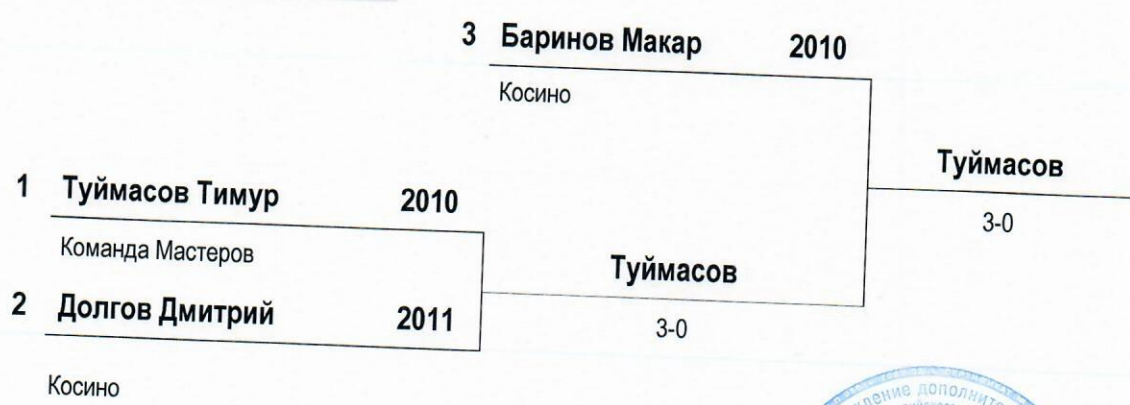 3 Баринов Макар 2010
Косино
Туймасов
3-0
1 Туймасов Тимур 2010
Команда Мастеров
Туймасов
3-0
2 Долгов Дмитрий 2011
Косино